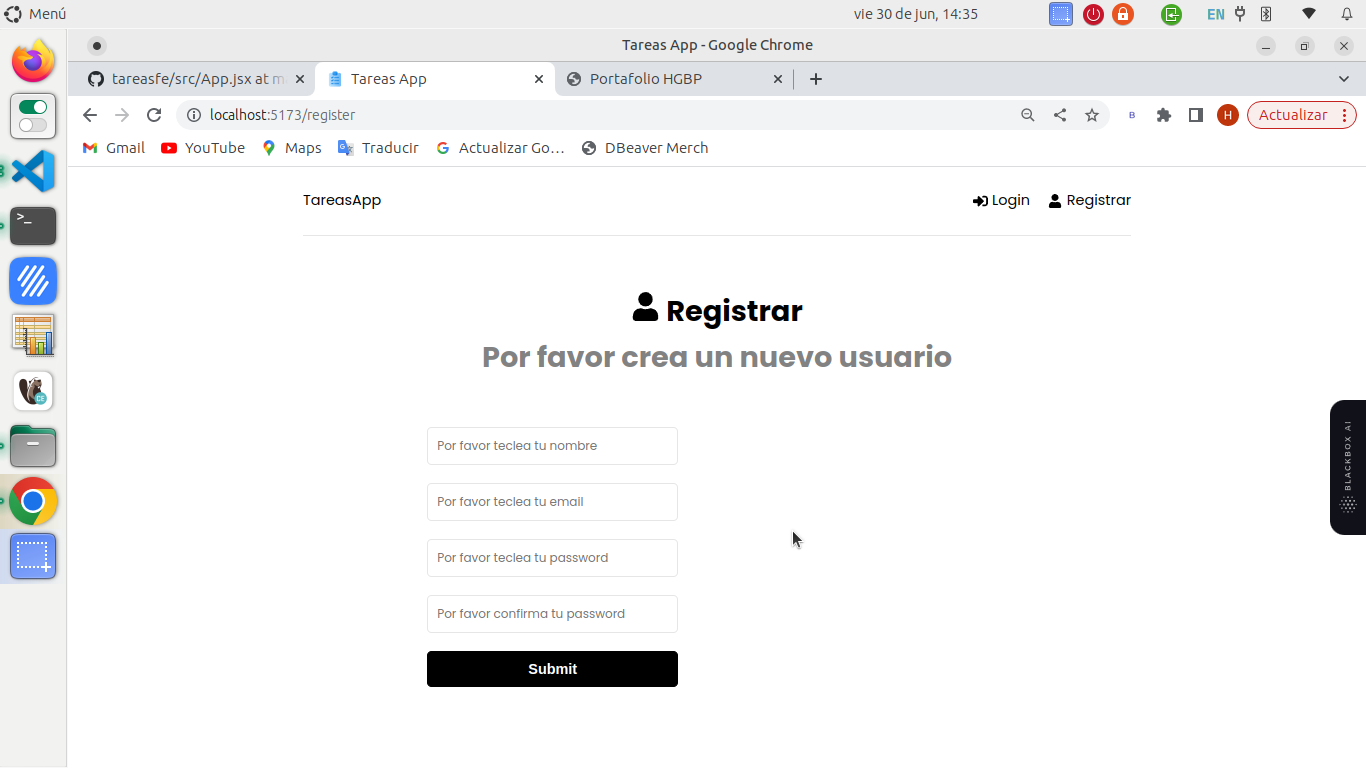 Menú
vie 30 de jun, 14:35
EN
Tareas App - Google Chrome
tareasfe/src/App.jsx at m
Tareas App
Portafolio HGBP
localhost:5173/register
B
H
Actualizar
Gmail
YouTube
Maps
Traducir
Actualizar Go...
DBeaver Merch
TareasApp
Login
Registrar
Registrar
Por favor crea un nuevo usuario
Por favor teclea tu nombre
Por favor teclea tu email
Por favor teclea tu password
Por favor confirma tu password
Submit
BLACKBOX AI